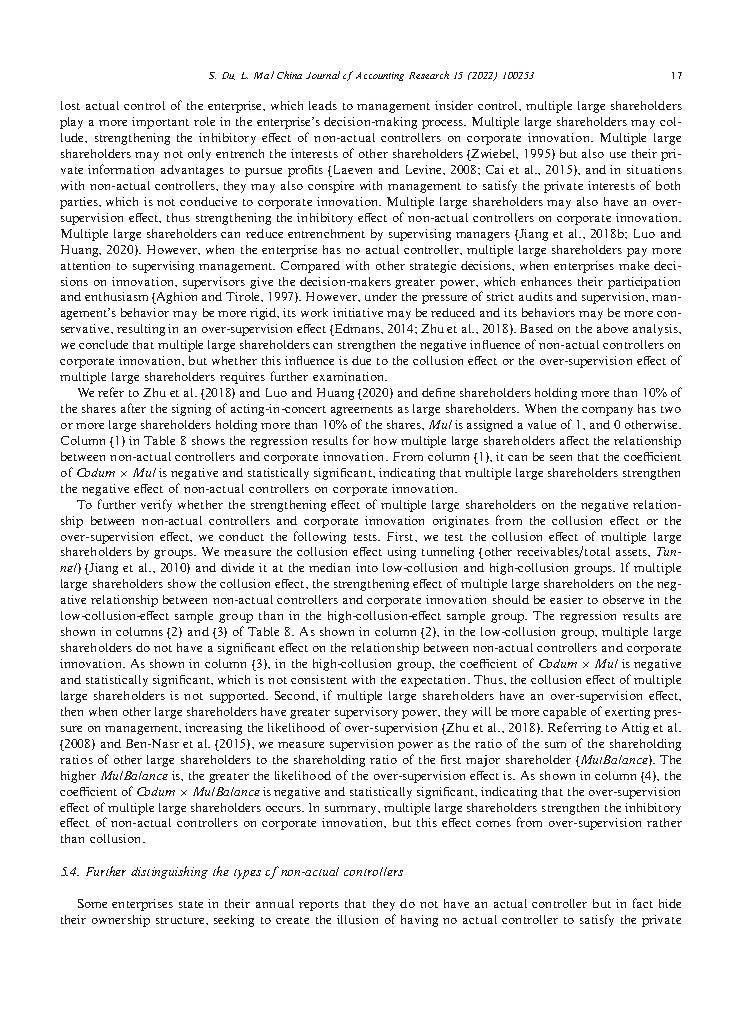 S. Du, L. Ma / China Journal of Accounting Research 15 (2022) 100253 17
lost actual control of the enterprise, which leads to management insider control, multiple large shareholders
play a more important role in the enterprise's decision-making process. Multiple large shareholders may col-
lude, strengthening the inhibitory effect of non-actual controllers on corporate innovation. Multiple large
shareholders may not only entrench the interests of other shareholders (Zwiebel, 1995) but also use their pri-
vate information advantages to pursue profits (Laeven and Levine, 2008; Cai et al., 2015), and in situations
with non-actual controllers, they may also conspire with management to satisfy the private interests of both
parties, which is not conducive to corporate innovation. Multiple large shareholders may also have an over-
supervision effect, thus strengthening the inhibitory effect of non-actual controllers on corporate innovation.
Multiple large shareholders can reduce entrenchment by supervising managers (Jiang et al., 2018b; Luo and
Huang, 2020). However, when the enterprise has no actual controller, multiple large shareholders pay more
attention to supervising management. Compared with other strategic decisions, when enterprises make deci-
sions on innovation, supervisors give the decision-makers greater power, which enhances their participation
and enthusiasm (Aghion and Tirole, 1997). However, under the pressure of strict audits and supervision, man-
agement's behavior may be more rigid, its work initiative may be reduced and its behaviors may be more con-
servative, resulting in an over-supervision effect (Edmans, 2014; Zhu et al., 2018). Based on the above analysis,
we conclude that multiple large shareholders can strengthen the negative influence of non-actual controllers on
corporate innovation, but whether this influence is due to the collusion effect or the over-supervision effect of
multiple large shareholders requires further examination.
We refer to Zhu et al. (2018) and Luo and Huang (2020) and define shareholders holding more than 10% of
the shares after the signing of acting-in-concert agreements as large shareholders. When the company has two
or more large shareholders holding more than 10% of the shares, Mul is assigned a value of 1, and 0 otherwise.
Column (1) in Table 8 shows the regression results for how multiple large shareholders affect the relationship
between non-actual controllers and corporate innovation. From column (1), it can be seen that the coefficient
of Codum × Mul is negative and statistically significant, indicating that multiple large shareholders strengthen
the negative effect of non-actual controllers on corporate innovation.
To further verify whether the strengthening effect of multiple large shareholders on the negative relation-
ship between non-actual controllers and corporate innovation originates from the collusion effect or the
over-supervision effect, we conduct the following tests. First, we test the collusion effect of multiple large
shareholders by groups. We measure the collusion effect using tunneling (other receivables/total assets, Tun-
nel) (Jiang et al., 2010) and divide it at the median into low-collusion and high-collusion groups. If multiple
large shareholders show the collusion effect, the strengthening effect of multiple large shareholders on the neg-
ative relationship between non-actual controllers and corporate innovation should be easier to observe in the
low-collusion-effect sample group than in the high-collusion-effect sample group. The regression results are
shown in columns (2) and (3) of Table 8. As shown in column (2), in the low-collusion group, multiple large
shareholders do not have a significant effect on the relationship between non-actual controllers and corporate
innovation. As shown in column (3), in the high-collusion group, the coefficient of Codum × Mul is negative
and statistically significant, which is not consistent with the expectation. Thus, the collusion effect of multiple
large shareholders is not supported. Second, if multiple large shareholders have an over-supervision effect,
then when other large shareholders have greater supervisory power, they will be more capable of exerting pres-
sure on management, increasing the likelihood of over-supervision (Zhu et al., 2018). Referring to Attig et al.
(2008) and Ben-Nasr et al. (2015), we measure supervision power as the ratio of the sum of the shareholding
ratios of other large shareholders to the shareholding ratio of the first major shareholder (MulBalance). The
higher MulBalance is, the greater the likelihood of the over-supervision effect is. As shown in column (4), the
coefficient of Codum × MulBalance is negative and statistically significant, indicating that the over-supervision
effect of multiple large shareholders occurs. In summary, multiple large shareholders strengthen the inhibitory
effect of non-actual controllers on corporate innovation, but this effect comes from over-supervision rather
than collusion.
5.4. Further distinguishing the types of non-actual controllers
Some enterprises state in their annual reports that they do not have an actual controller but in fact hide
their ownership structure, seeking to create the illusion of having no actual controller to satisfy the private